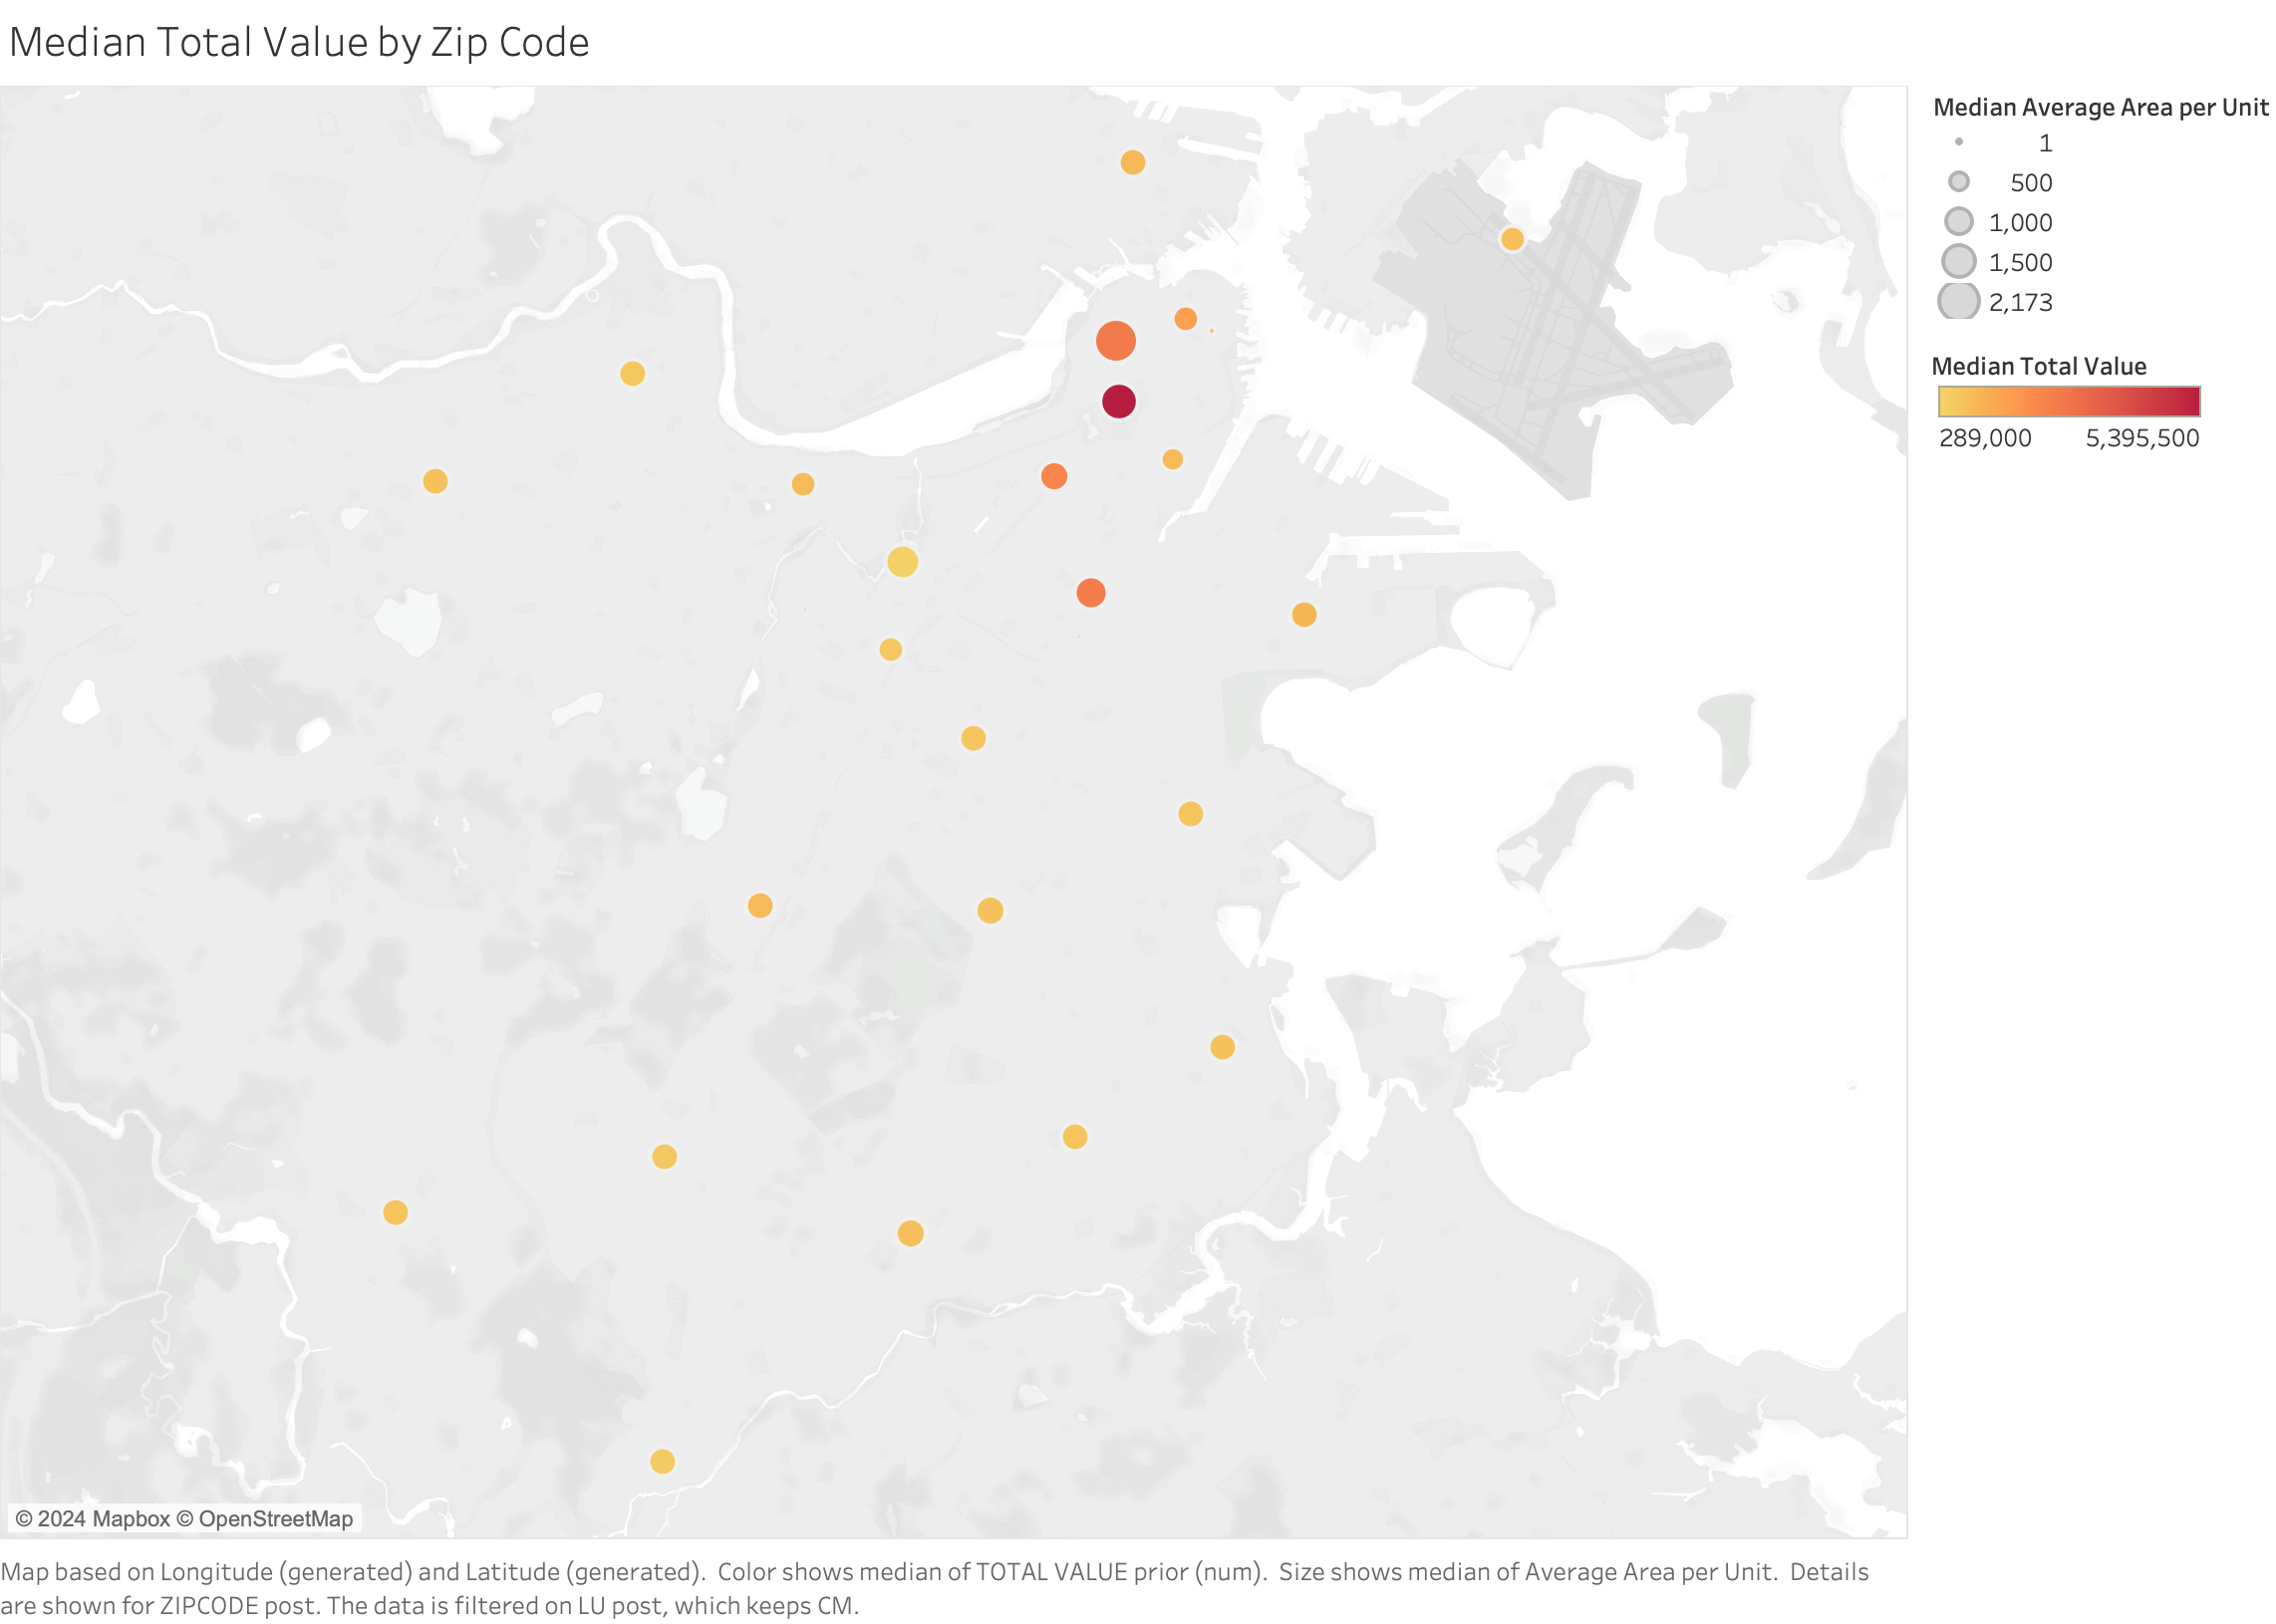 Median Total Value by Zip Code
Median Average Area per Unit
1
500
1,000
1,500
2,173
Median Total Value
289,000 5,395,500
© 2024 Mapbox © OpenStreetMap
Map based on Longitude (generated) and Latitude (generated). Color shows median of TOTAL VALUE prior (num). Size shows median of Average Area per Unit. Details
are shown for ZIPCODE post. The data is filtered on LU post, which keeps CM.